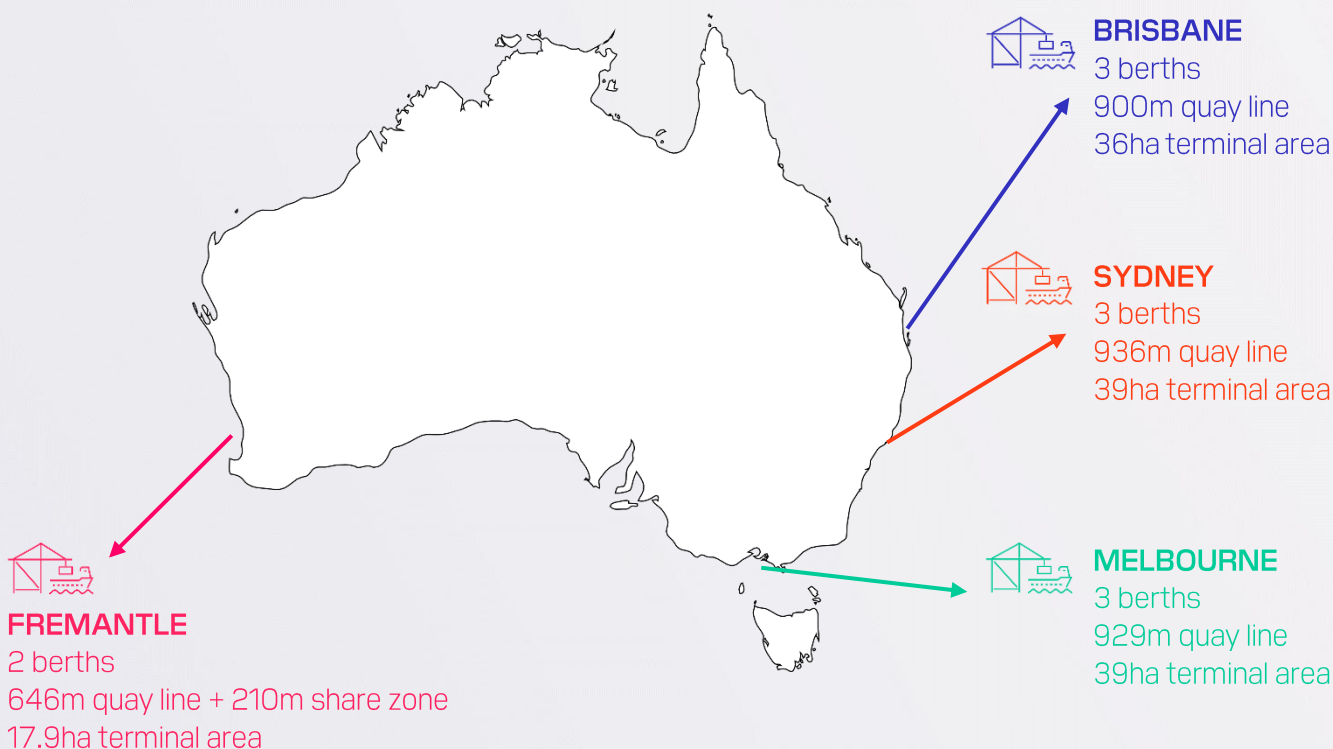 BRISBANE
3 berths
900m quay line
36ha terminal area
SYDNEY
3 berths
936m quay line
39ha terminal area
MELBOURNE
3 berths
929m quay line
39ha terminal area
FREMANTLE
2 berths
646m quay line + 210m share zone
17.9ha terminal area